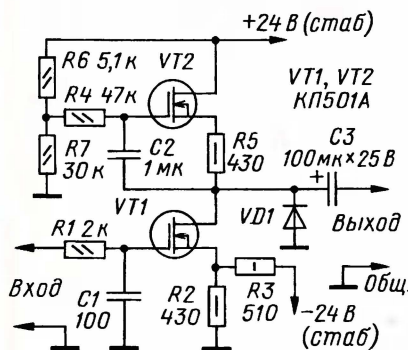 +24 В (стаб)
R6 5,1 к
VT2
R4 47к
VT1, VT2
КП501А
R7
30 к
C2
1 мк
R5
430
C3
100 мк × 25 В
+
VT1
VD1
Выход
R1 2 к
Вход
C1
100
R2
430
R3
510
Общ.
-24 В
(стаб)